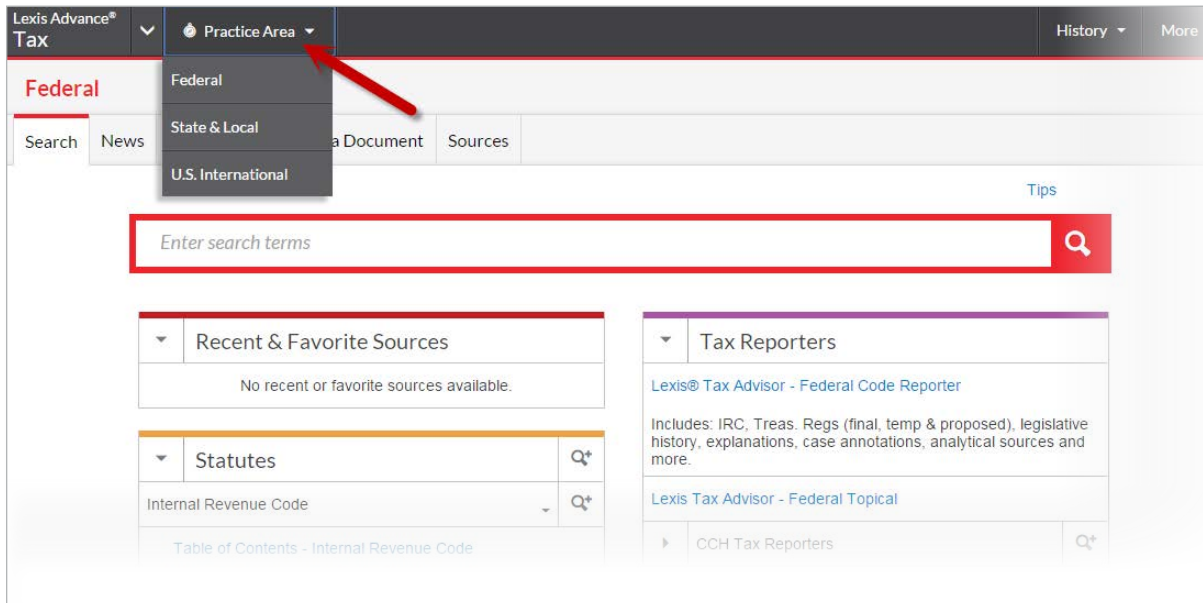 Lexis Advance®
Tax
Practice Area
History
More
Federal
Federal
State & Local
U.S. International
Search
News
a Document
Sources
Tips
Enter search terms
Recent & Favorite Sources
No recent or favorite sources available.
Statutes
Internal Revenue Code
Table of Contents - Internal Revenue Code
Tax Reporters
Lexis® Tax Advisor - Federal Code Reporter
Includes: IRC, Treas. Regs (final, temp & proposed), legislative
history, explanations, case annotations, analytical sources and
more.
Lexis Tax Advisor - Federal Topical
CCH Tax Reporters